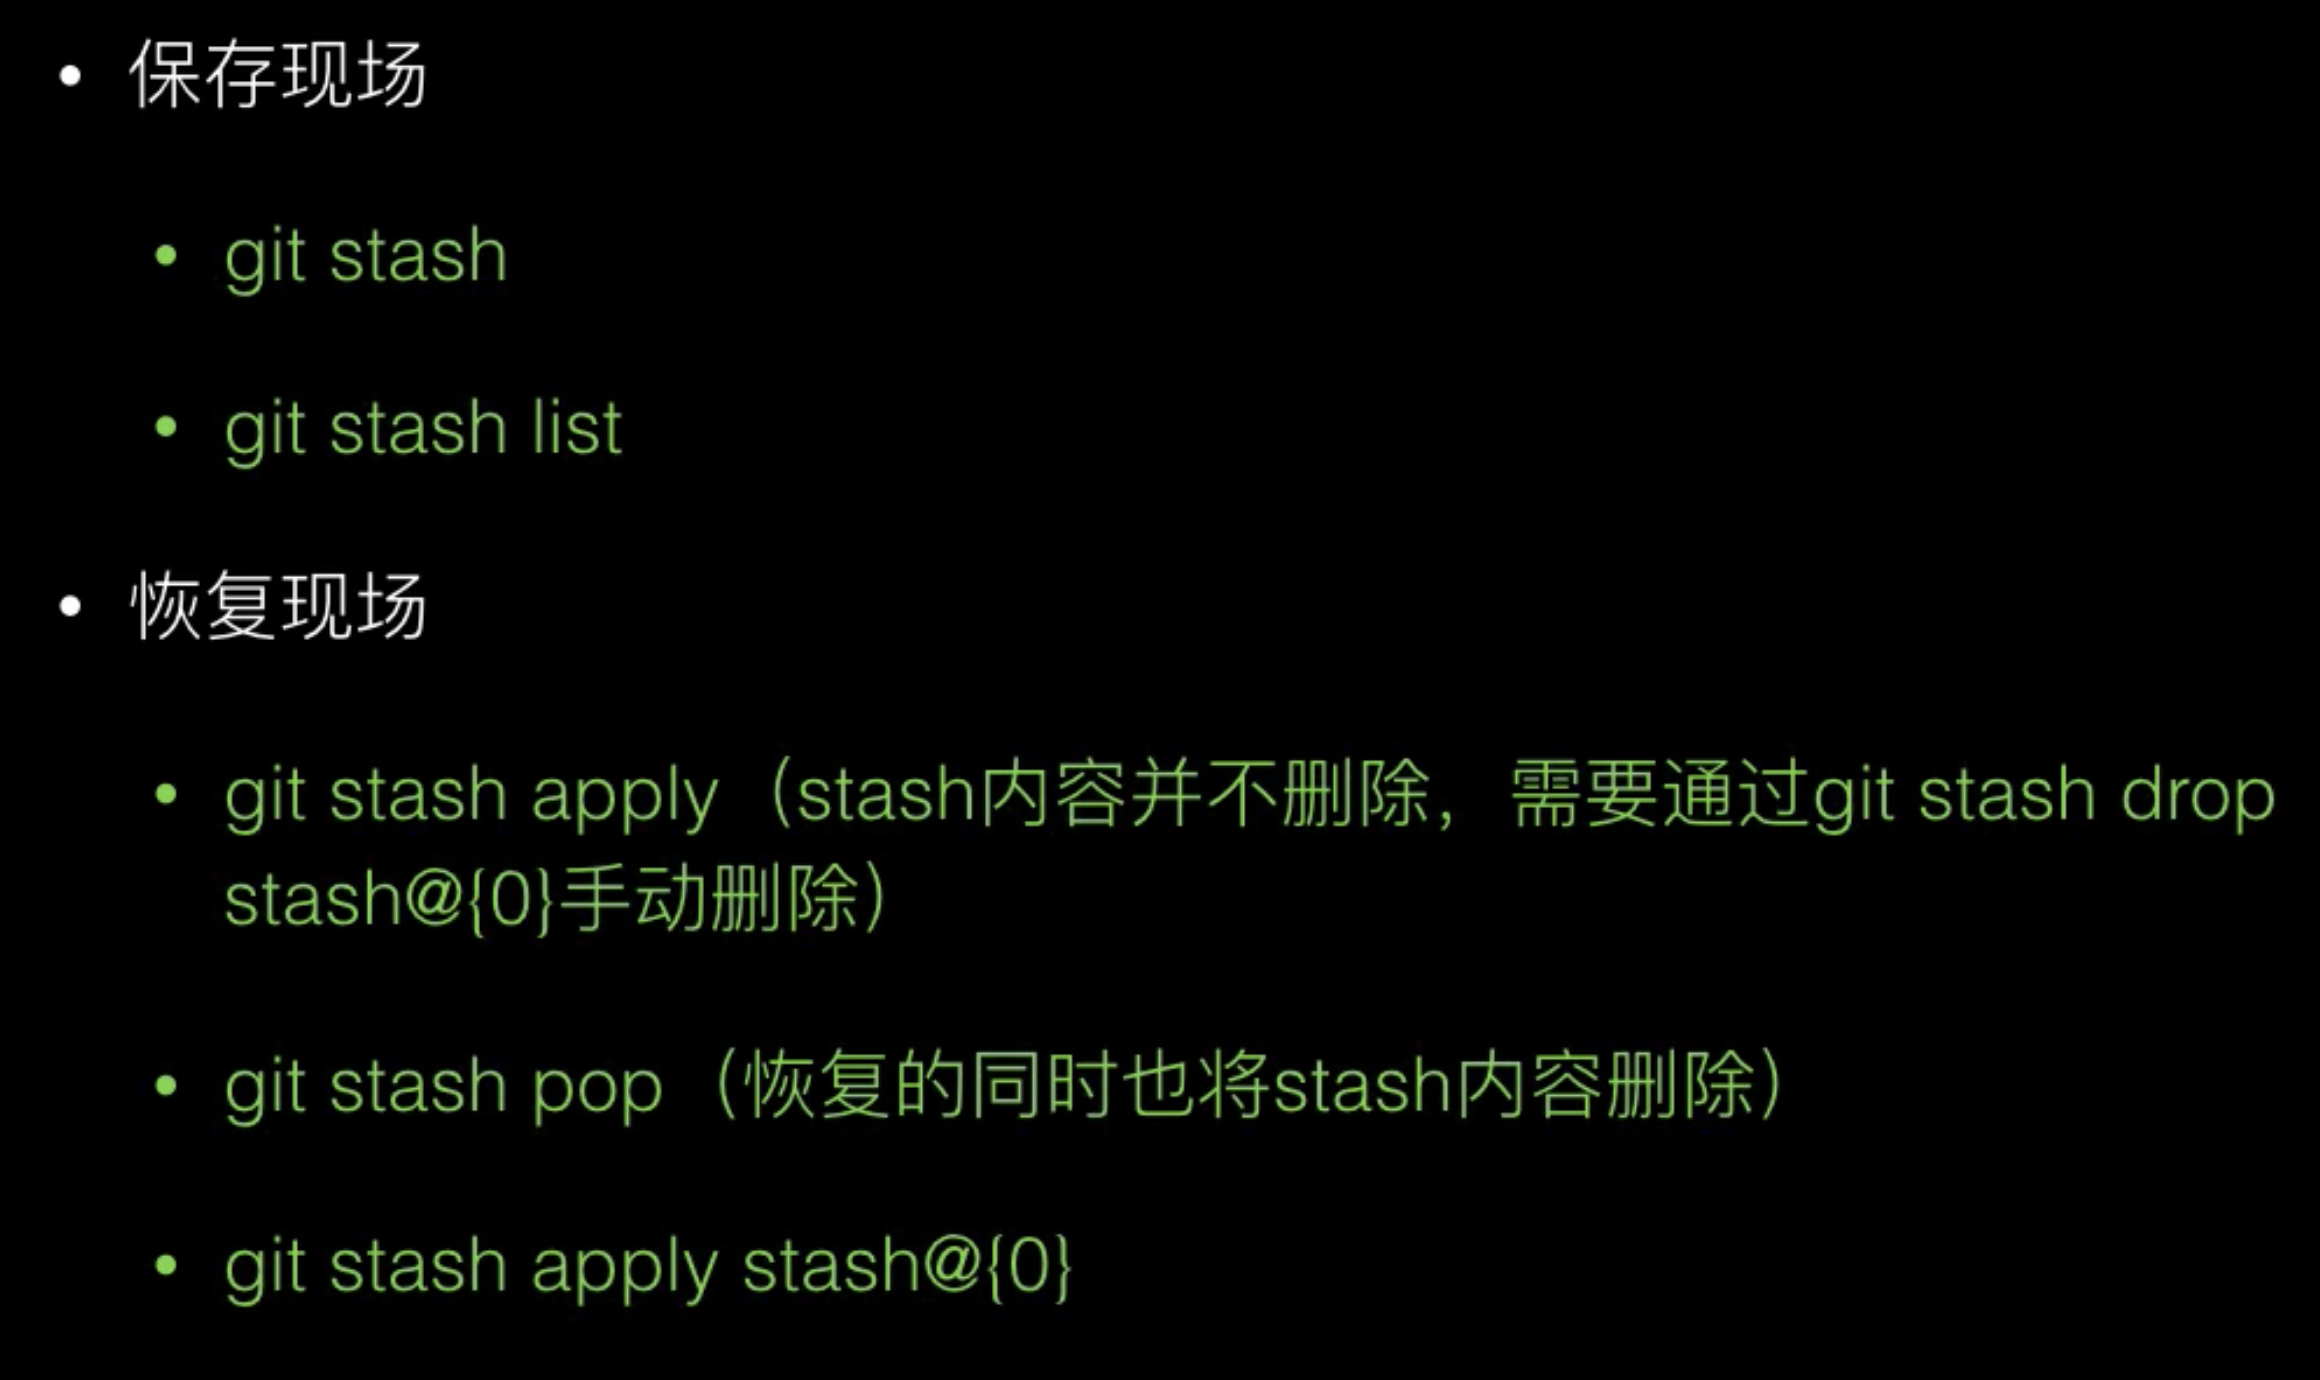 • 保存现场
• git stash
• git stash list
• 恢复现场
• git stash apply（stash内容并不删除，需要通过git stash drop
stash@{0}手动删除）
• git stash pop（恢复的同时也将stash内容删除）
• git stash apply stash@{0}